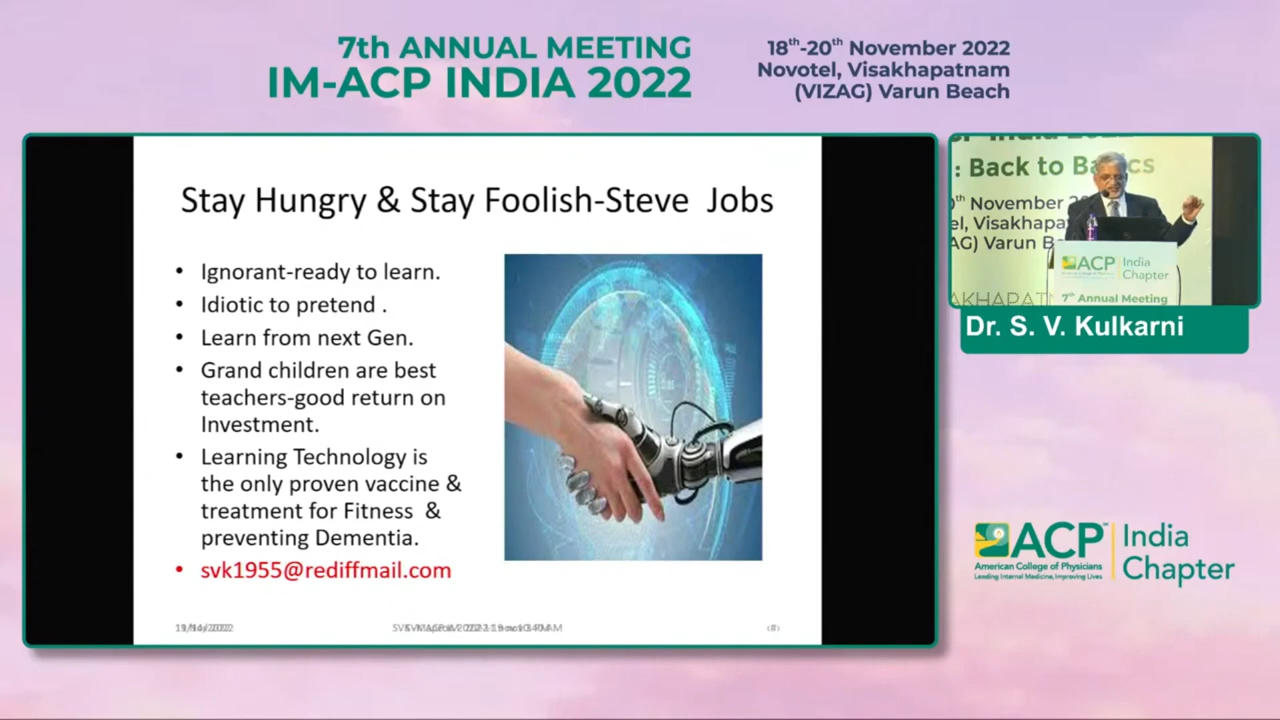 7th ANNUAL MEETING
IM-ACP INDIA 2022
18th-20th November 2022
Novotel, Visakhapatnam
(VIZAG) Varun Beach
Stay Hungry & Stay Foolish-Steve Jobs
• Ignorant-ready to learn.
• Idiotic to pretend .
• Learn from next Gen.
• Grand children are best
teachers-good return on
Investment.
• Learning Technology is
the only proven vaccine &
treatment for Fitness &
preventing Dementia.
• svk1955@rediffmail.com
: Back to Ba cs
November
Visakhapa
Varun B
ACP India
Chapter
7th Annual Meeting
Dr. S. V. Kulkarni
ACP™ India
American College of Physicians Chapter
Leading Internal Medicine, Improving Lives